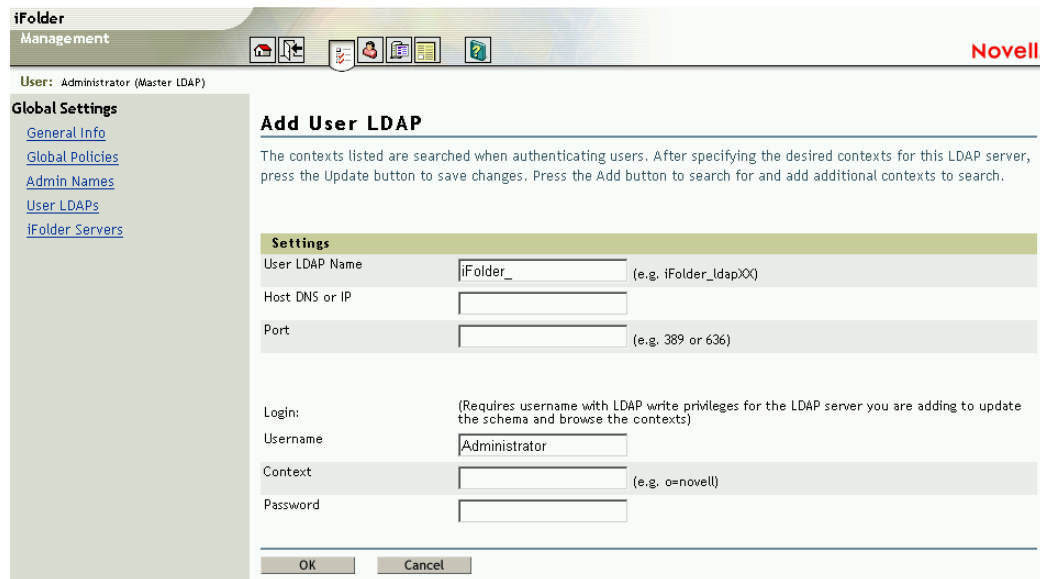 iFolder
Management
Novell.
User: Administrator (Master LDAP)
Global Settings
General Info
Global Policies
Admin Names
User LDAPs
iFolder Servers
Add User LDAP
The contexts listed are searched when authenticating users. After specifying the desired contexts for this LDAP server,
press the Update button to save changes. Press the Add button to search for and add additional contexts to search.
Settings
User LDAP Name
iFolder_
(e.g. iFolder_ldapXX)
Host DNS or IP
Port
(e.g. 389 or 636)
Login:
(Requires username with LDAP write privileges for the LDAP server you are adding to update
the schema and browse the contexts)
Username
Administrator
Context
(e.g. o=novell)
Password
OK
Cancel